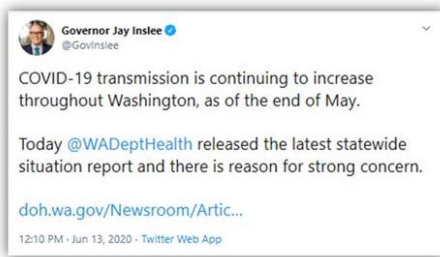 Governor Jay Inslee
@GovInslee
COVID-19 transmission is continuing to increase
throughout Washington, as of the end of May.
Today @WADeptHealth released the latest statewide
situation report and there is reason for strong concern.
doh.wa.gov/Newsroom/Artic...
12:10 PM - Jun 13, 2020 - Twitter Web App